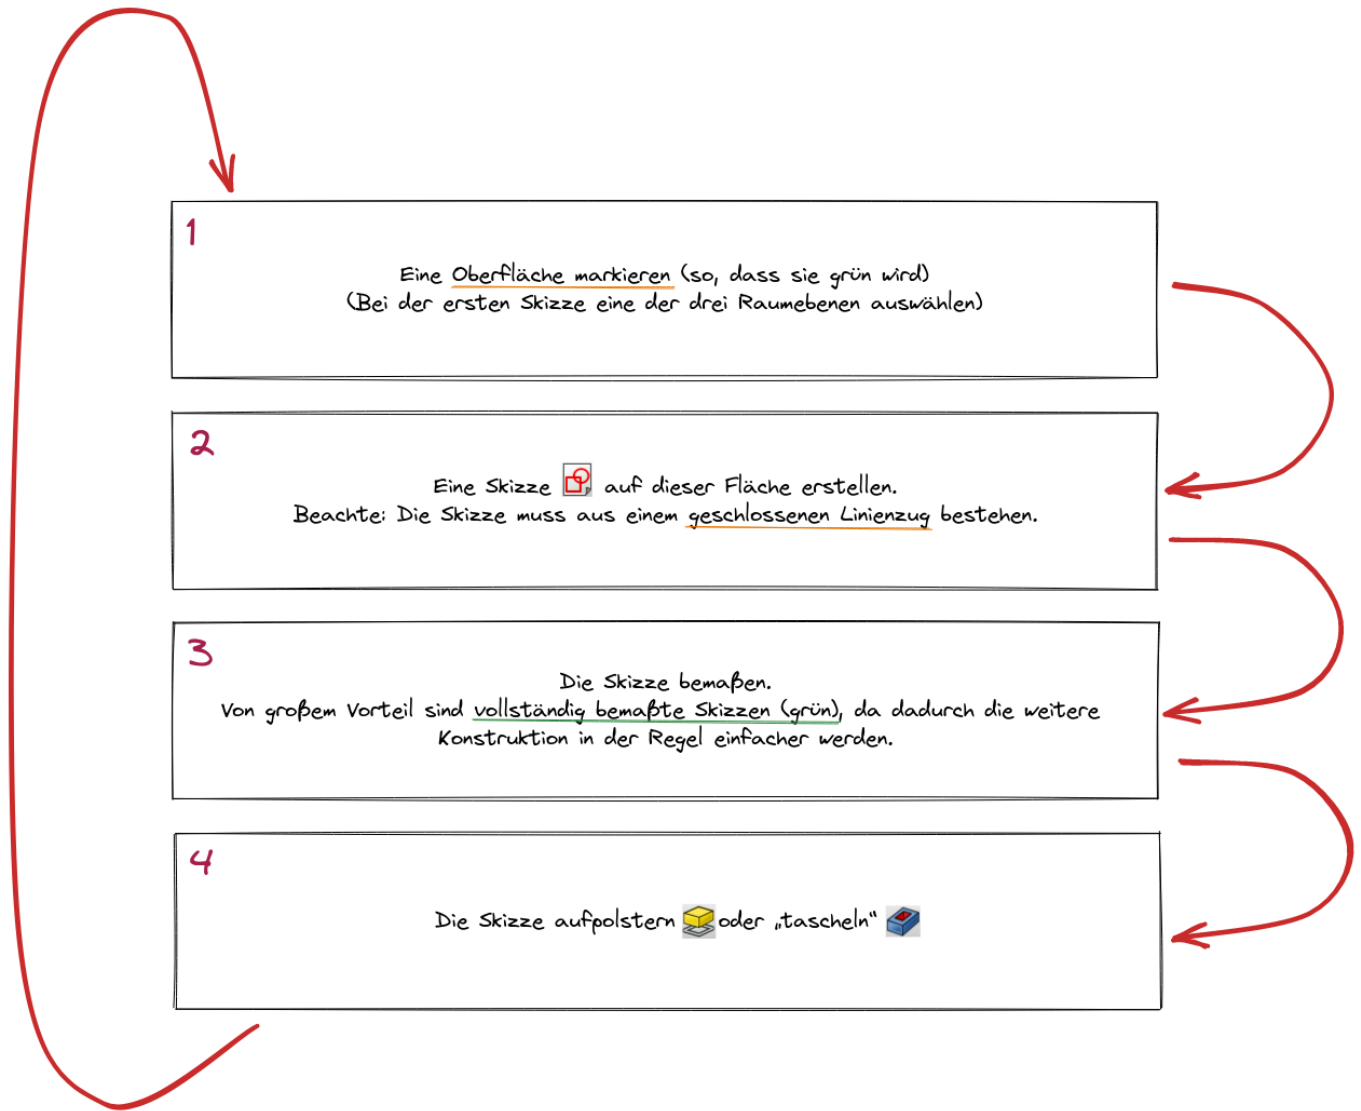 1
Eine Oberfläche markieren (so, dass sie grün wird)
(Bei der ersten Skizze eine der drei Raumebenen auswählen)
2
Eine Skizze auf dieser Fläche erstellen.
Beachte: Die Skizze muss aus einem geschlossenen Linienzug bestehen.
3
Die Skizze bemaßen.
Von großem Vorteil sind vollständig bemaßte Skizzen (grün), da dadurch die weitere
Konstruktion in der Regel einfacher werden.
4
Die Skizze aufpolstern oder „tascheln“